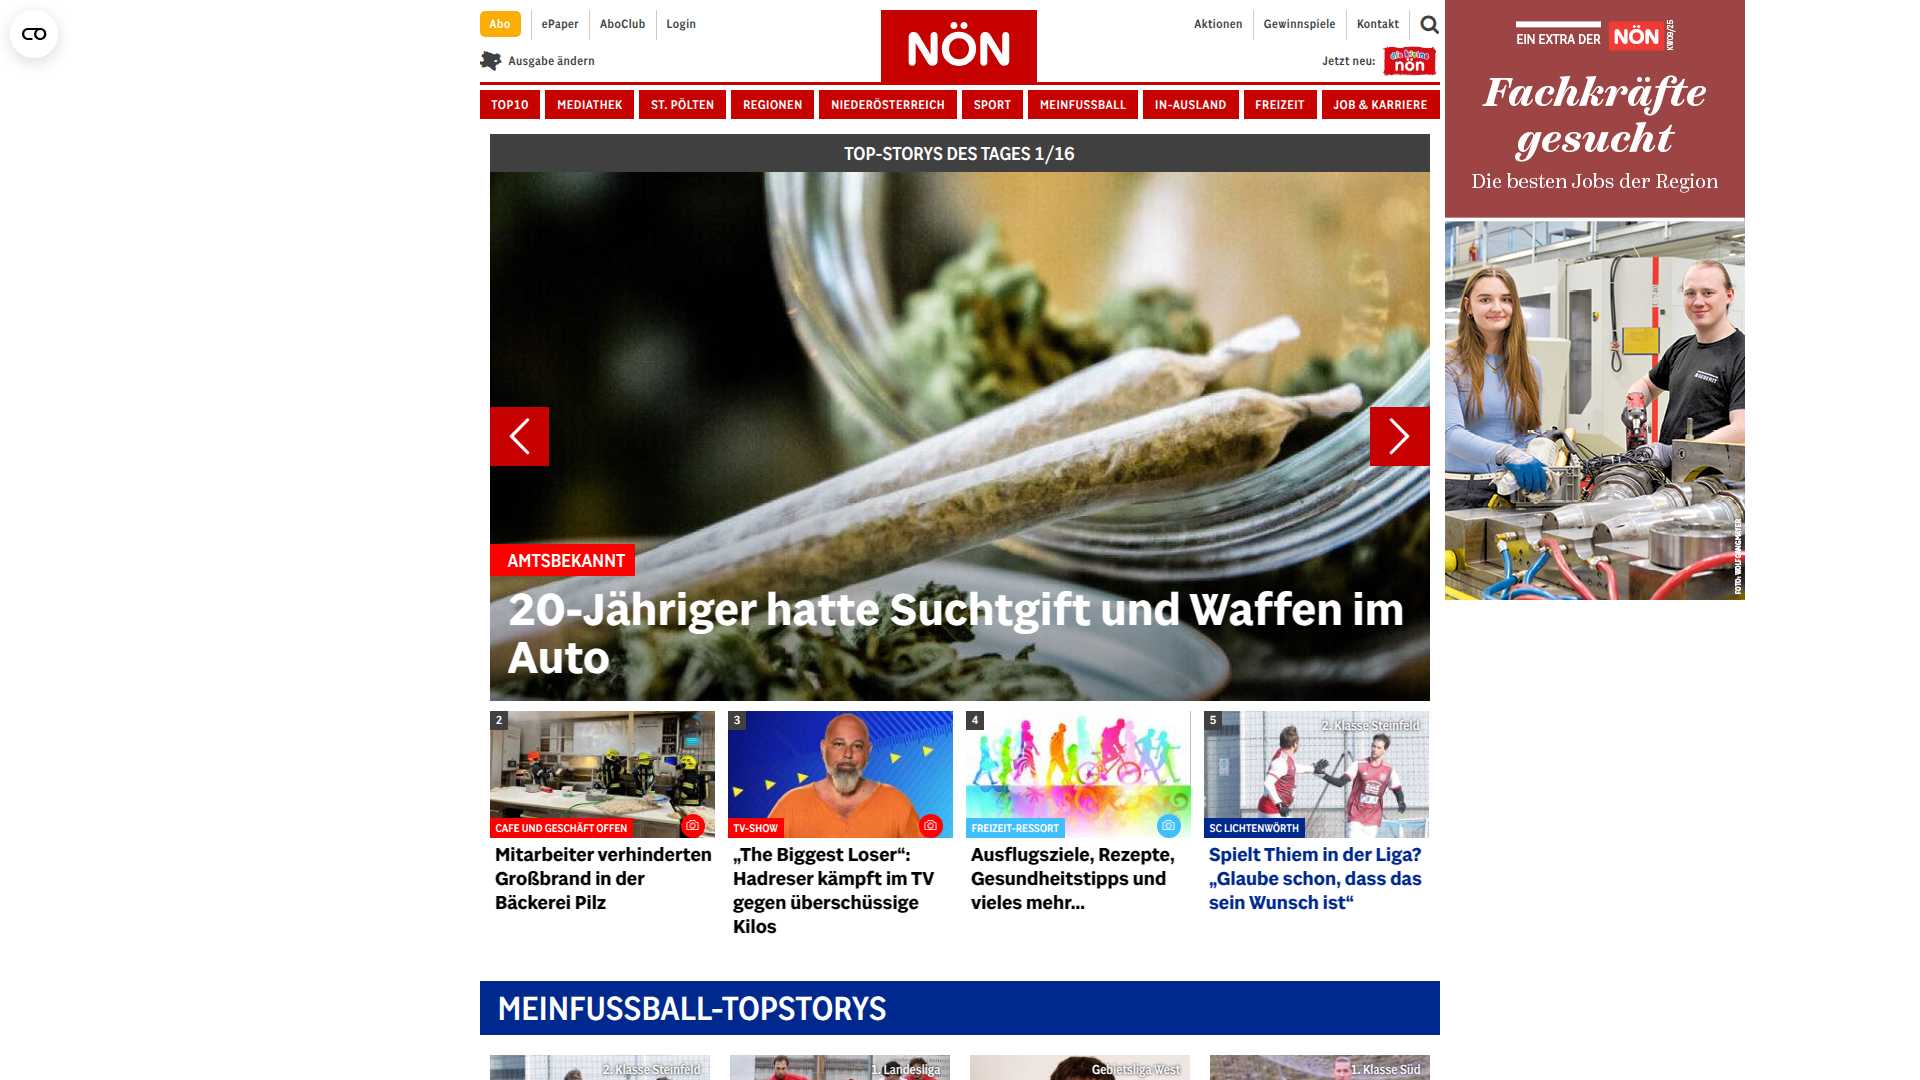 Abo
ePaper
AboClub
Login
NÖN
Aktionen
Gewinnspiele
Kontakt
Ausgabe ändern
Jetzt neu:
die kleine
nön
TOP10
MEDIATHEK
ST. PÖLTEN
REGIONEN
NIEDERÖSTERREICH
SPORT
MEINFUSSBALL
IN-AUSLAND
FREIZEIT
JOB & KARRIERE
EIN EXTRA DER NÖN
KW09/25
Fachkräfte
gesucht
Die besten Jobs der Region
FOTO: WOLFGANG MAYER
TOP-STORYS DES TAGES 1/16
AMTSBEKANNT
20-Jähriger hatte Suchtgift und Waffen im
Auto
2
CAFE UND GESCHÄFT OFFEN
Mitarbeiter verhinderten
Großbrand in der
Bäckerei Pilz
3
TV-SHOW
„The Biggest Loser“:
Hadreser kämpft im TV
gegen überschüssige
Kilos
4
FREIZEIT-RESSORT
Ausflugsziele, Rezepte,
Gesundheitstipps und
vieles mehr...
5
2. Klasse Steinfeld
SC LICHTENWÖRTH
Spielt Thiem in der Liga?
„Glaube schon, dass das
sein Wunsch ist“
MEINFUSSBALL-TOPSTORYS
2. Klasse Steinfeld
1. Landesliga
Gebietsliga West
1. Klasse Süd